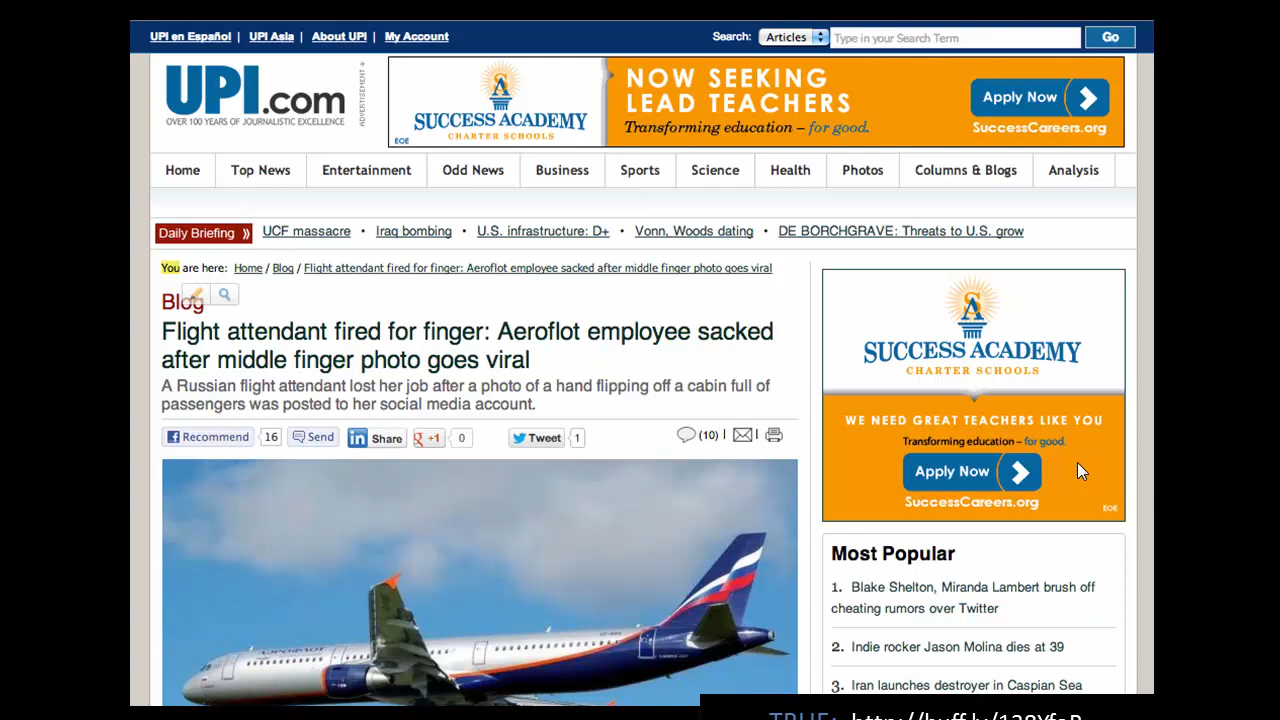 UPI en Español | UPI Asia | About UPI | My Account
Search: Articles Type in your Search Term Go
UPI.com
OVER 100 YEARS OF JOURNALISTIC EXCELLENCE
ADVERTISEMENT
SUCCESS ACADEMY
CHARTER SCHOOLS
EOE
NOW SEEKING
LEAD TEACHERS
Transforming education – for good.
Apply Now
SuccessCareers.org
Home Top News Entertainment Odd News Business Sports Science Health Photos Columns & Blogs Analysis
Daily Briefing UCF massacre • Iraq bombing • U.S. infrastructure: D+ • Vonn, Woods dating • DE BORCHGRAVE: Threats to U.S. grow
You are here: Home / Blog / Flight attendant fired for finger: Aeroflot employee sacked after middle finger photo goes viral
Blog
Flight attendant fired for finger: Aeroflot employee sacked
after middle finger photo goes viral
A Russian flight attendant lost her job after a photo of a hand flipping off a cabin full of
passengers was posted to her social media account.
Recommend 16 Send in Share g +1 0 Tweet 1 (10) | |
SUCCESS ACADEMY
CHARTER SCHOOLS
WE NEED GREAT TEACHERS LIKE YOU
Transforming education – for good.
Apply Now
SuccessCareers.org
EOE
Most Popular
1. Blake Shelton, Miranda Lambert brush off
cheating rumors over Twitter
2. Indie rocker Jason Molina dies at 39
3. Iran launches destroyer in Caspian Sea